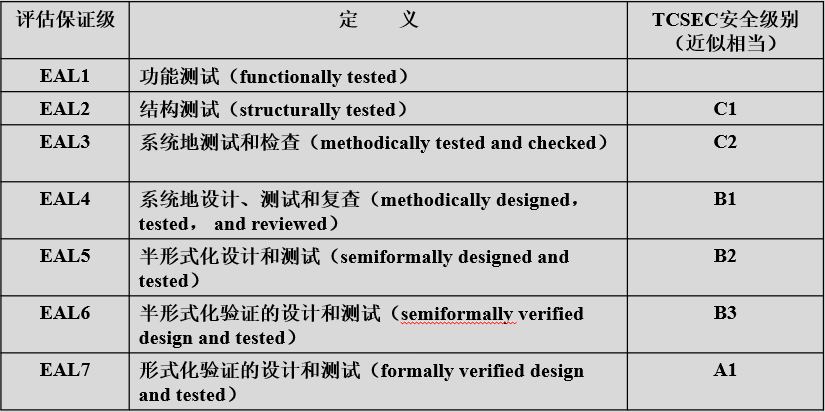 评估保证级 定 义 TCSEC安全级别
（近似相当）
EAL1 功能测试（functionally tested）
EAL2 结构测试（structurally tested） C1
EAL3 系统地测试和检查（methodically tested and checked） C2
EAL4 系统地设计、测试和复查（methodically designed， B1
tested， and reviewed）
EAL5 半形式化设计和测试（semiformally designed and B2
tested）
EAL6 半形式化验证的设计和测试（semiformally verified B3
design and tested）
EAL7 形式化验证的设计和测试（formally verified design A1
and tested）